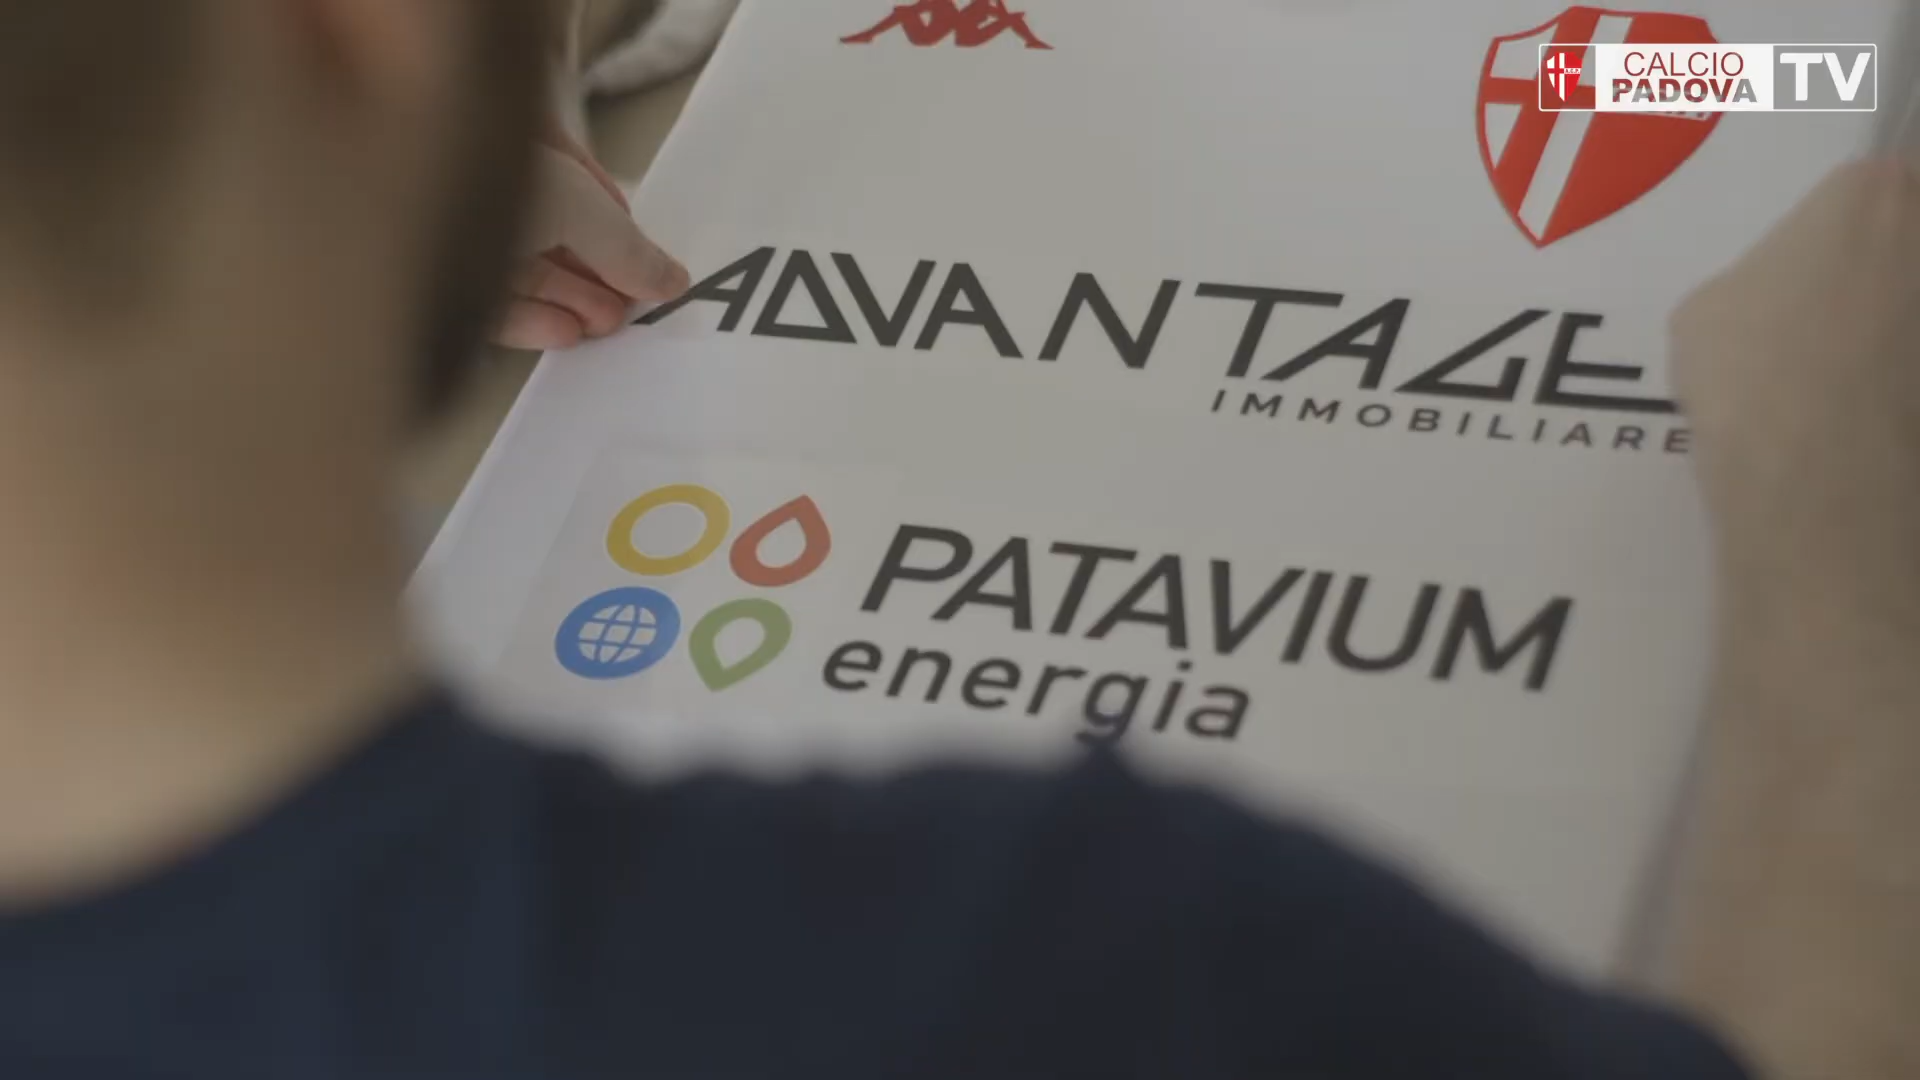 CALCIO
PADOVA
TV
ADVANTAGE
IMMOBILIARE
PATAVIUM
energia